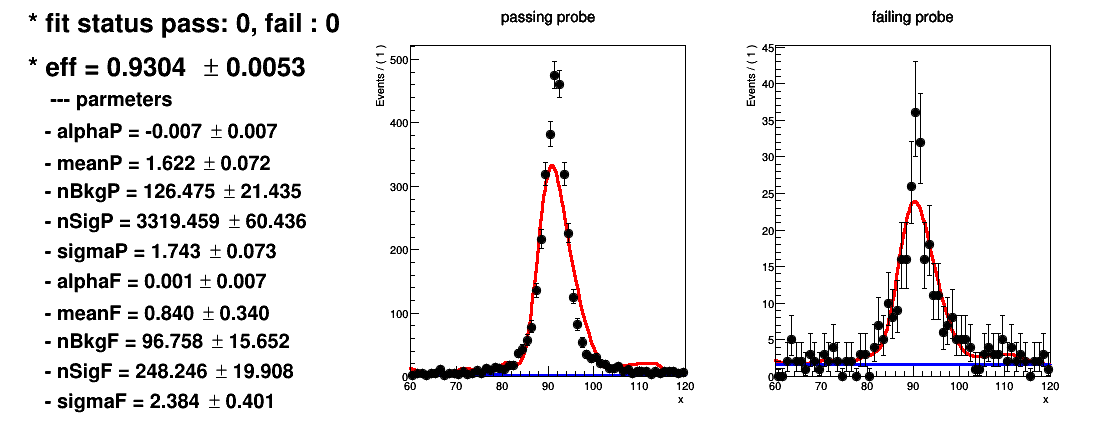 * fit status pass: 0, fail : 0
* eff = 0.9304 ± 0.0053
--- parmeters
- alphaP = -0.007 ± 0.007
- meanP = 1.622 ± 0.072
- nBkgP = 126.475 ± 21.435
- nSigP = 3319.459 ± 60.436
- sigmaP = 1.743 ± 0.073
- alphaF = 0.001 ± 0.007
- meanF = 0.840 ± 0.340
- nBkgF = 96.758 ± 15.652
- nSigF = 248.246 ± 19.908
- sigmaF = 2.384 ± 0.401
passing probe
Events / ( 1 )
500
400
300
200
100
0
60 70 80 90 100 110 120
x
failing probe
Events / ( 1 )
45
40
35
30
25
20
15
10
5
0
60 70 80 90 100 110 120
x